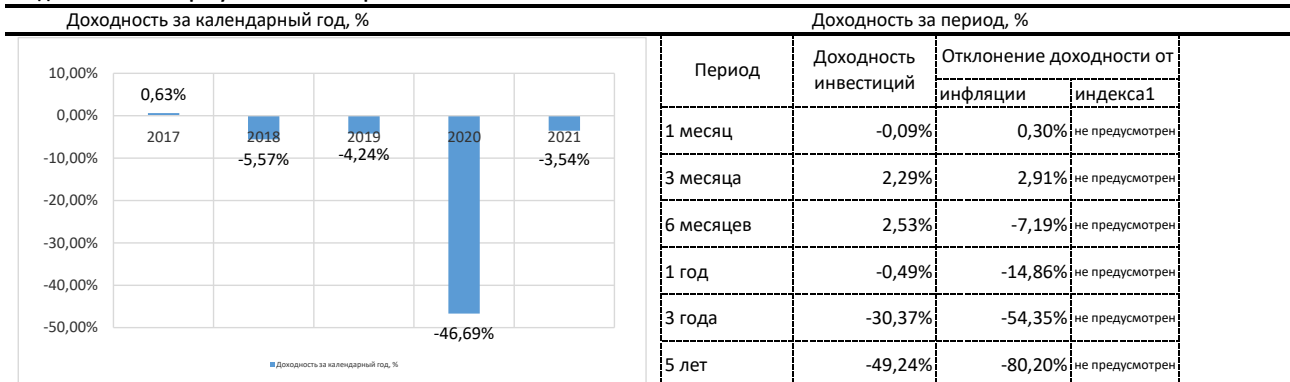 Доходность за календарный год, % Доходность за период, %
10,00%
0,00%
-10,00%
-20,00%
-30,00%
-40,00%
-50,00%
0,63%
-5,57%
-4,24%
-46,69%
-3,54%
2017 2018 2019 2020 2021
Доходность за календарный год, %
Период Доходность инвестиций Отклонение доходности от
инфляции индекса1
1 месяц -0,09% 0,30% не предусмотрен
3 месяца 2,29% 2,91% не предусмотрен
6 месяцев 2,53% -7,19% не предусмотрен
1 год -0,49% -14,86% не предусмотрен
3 года -30,37% -54,35% не предусмотрен
5 лет -49,24% -80,20% не предусмотрен